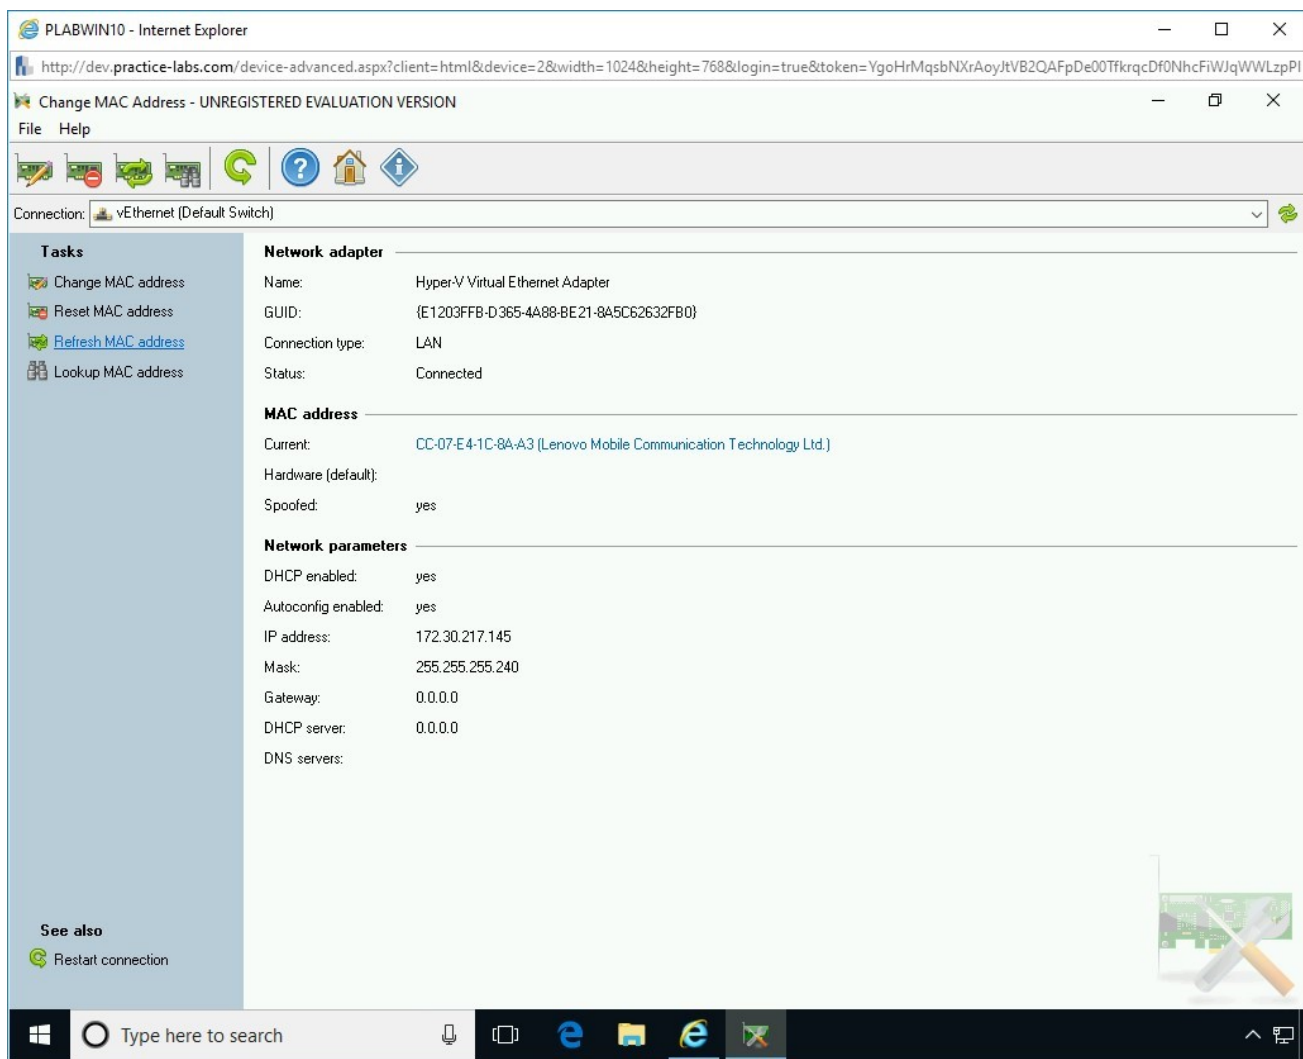 PLABWIN10 - Internet Explorer
http://dev.practice-labs.com/device-advanced.aspx?client=html&device=2&width=1024&height=768&login=true&token=YgoHrMqsbNXrAoyJtVB2QAFpDe00TfkrqcDf0NhcFiWJqWWLzpPl
Change MAC Address - UNREGISTERED EVALUATION VERSION
File Help
Connection: vEthernet (Default Switch)
Tasks
Change MAC address
Reset MAC address
Refresh MAC address
Lookup MAC address
Network adapter
Name: Hyper-V Virtual Ethernet Adapter
GUID: {E1203FFB-D365-4A88-BE21-8A5C62632FB0}
Connection type: LAN
Status: Connected
MAC address
Current: CC-07-E4-1C-8A-A3 (Lenovo Mobile Communication Technology Ltd.)
Hardware (default):
Spoofed: yes
Network parameters
DHCP enabled: yes
Autoconfig enabled: yes
IP address: 172.30.217.145
Mask: 255.255.255.240
Gateway: 0.0.0.0
DHCP server: 0.0.0.0
DNS servers:
See also
Restart connection
Type here to search